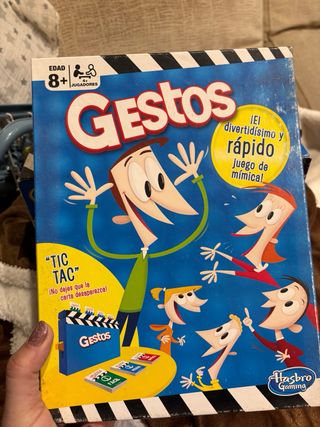 EDAD
8+
4+
JUGADORES
GESTOS
¡El
divertidísimo y
rápido
juego de
mímica!
"TIC
TAC"
¡No dejes que la
carta desaparezca!
GESTOS
Hasbro
Gaming